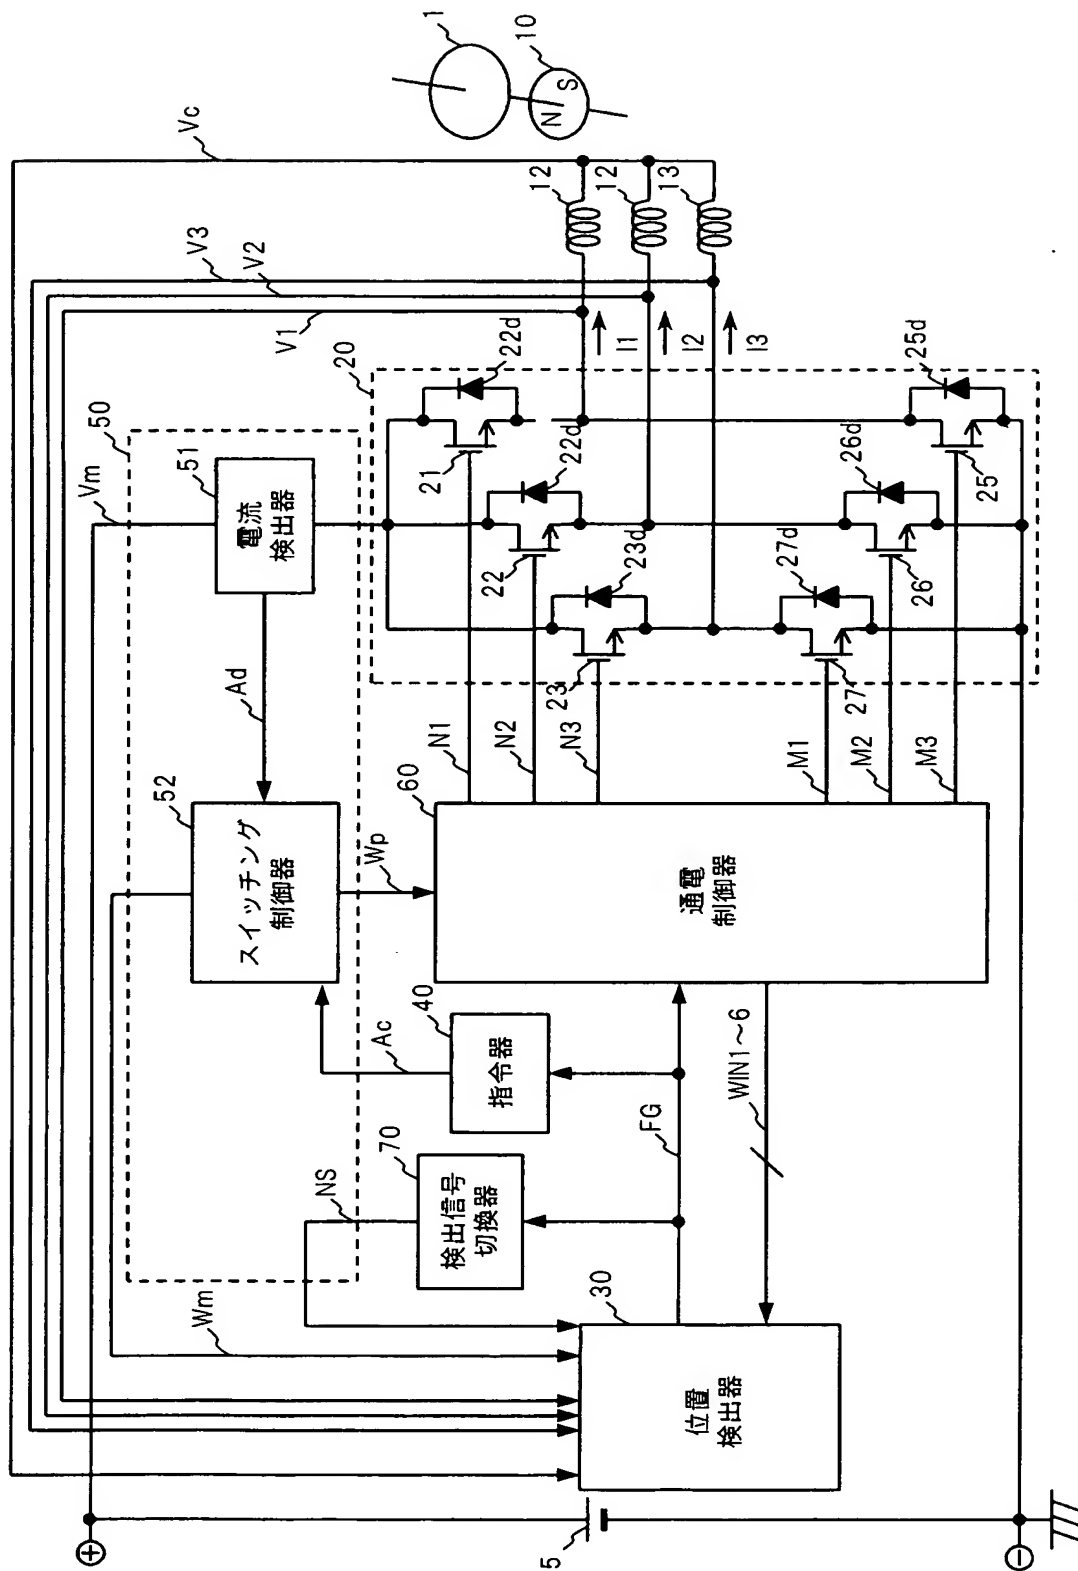 1
10
N
S
Vc
V3
V2
V1
12
12
13
I1
I2
I3
20
50
Vm
51
電流
検出器
Ad
52
スイッチング
制御器
Wp
21
22d
22
22d
23
23d
25
25d
26
26d
27
27d
N1
N2
N3
M1
M2
M3
60
通電
制御器
40
指令器
Ac
70
検出信号
切換器
NS
FG
WIN1~6
Wm
30
位置
検出器
5
+
−